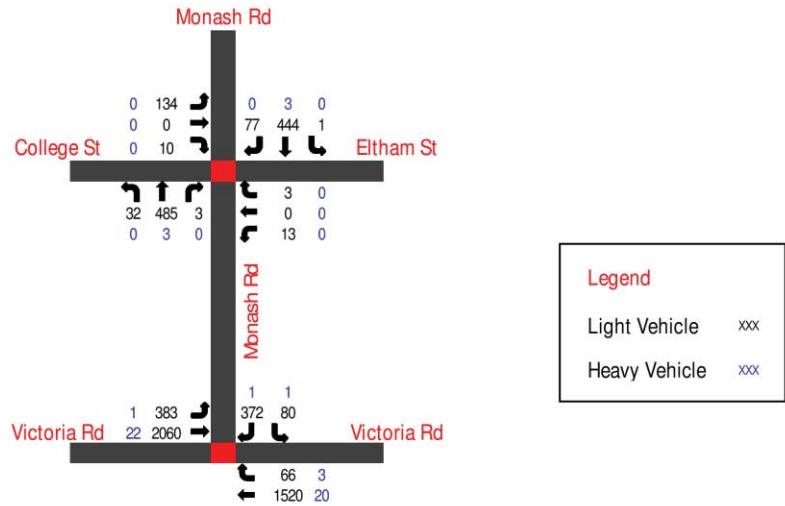 Monash Rd
0 134 0 3 0
0 0 77 444 1
College St 0 10 Eltham St
3 0
32 485 3 0 0
0 3 0 13 0
Monash Rd
Legend
Light Vehicle xxx
Heavy Vehicle xxx
1 1
1 383 372 80
Victoria Rd 22 2060 Victoria Rd
66 3
1520 20